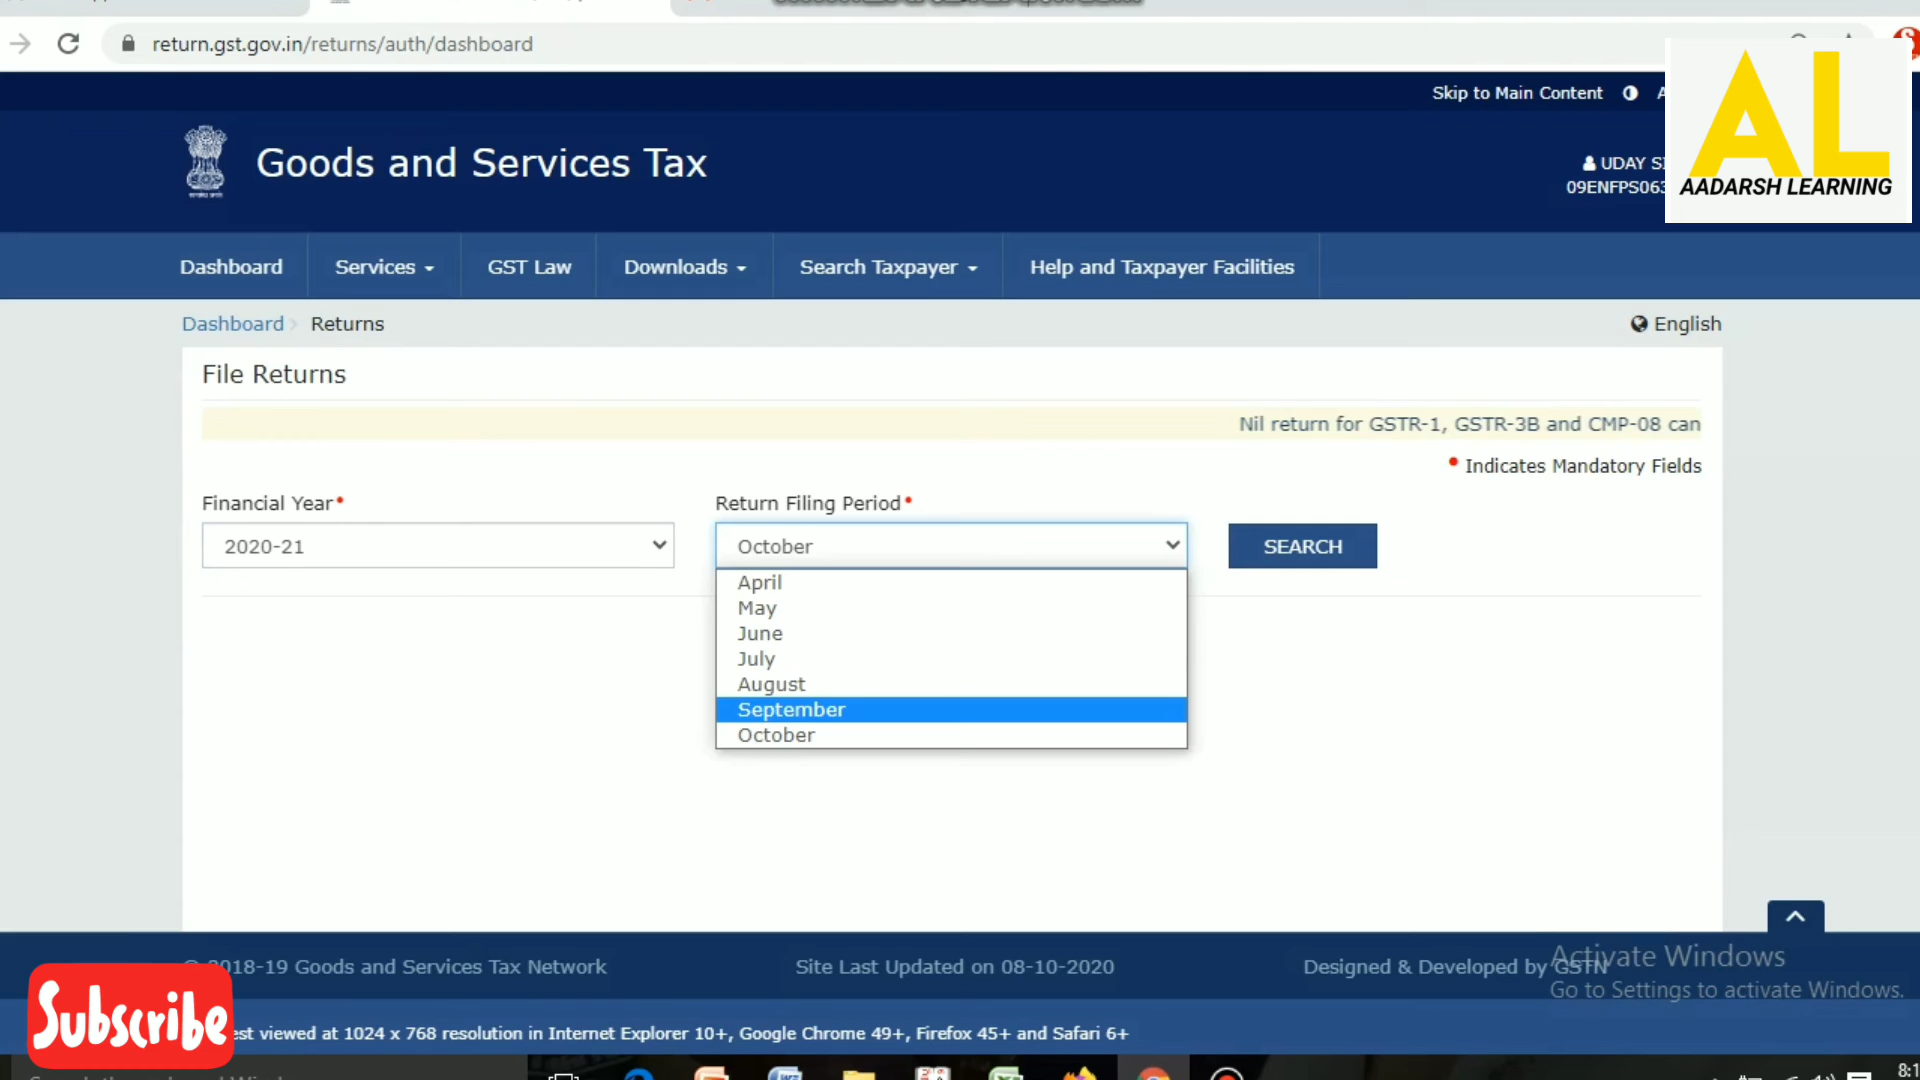 return.gst.gov.in/returns/auth/dashboard
Skip to Main Content
AL
AADARSH LEARNING
Goods and Services Tax
UDAY
09ENFPS063
Dashboard
Services
GST Law
Downloads
Search Taxpayer
Help and Taxpayer Facilities
Dashboard
Returns
English
File Returns
Nil return for GSTR-1, GSTR-3B and CMP-08 can
• Indicates Mandatory Fields
Financial Year•
Return Filing Period•
2020-21
October
SEARCH
April
May
June
July
August
September
October
2018-19 Goods and Services Tax Network
Site Last Updated on 08-10-2020
Designed & Developed by GSTN
Activate Windows
Go to Settings to activate Windows.
Subscribe
viewed at 1024 x 768 resolution in Internet Explorer 10+, Google Chrome 49+, Firefox 45+ and Safari 6+